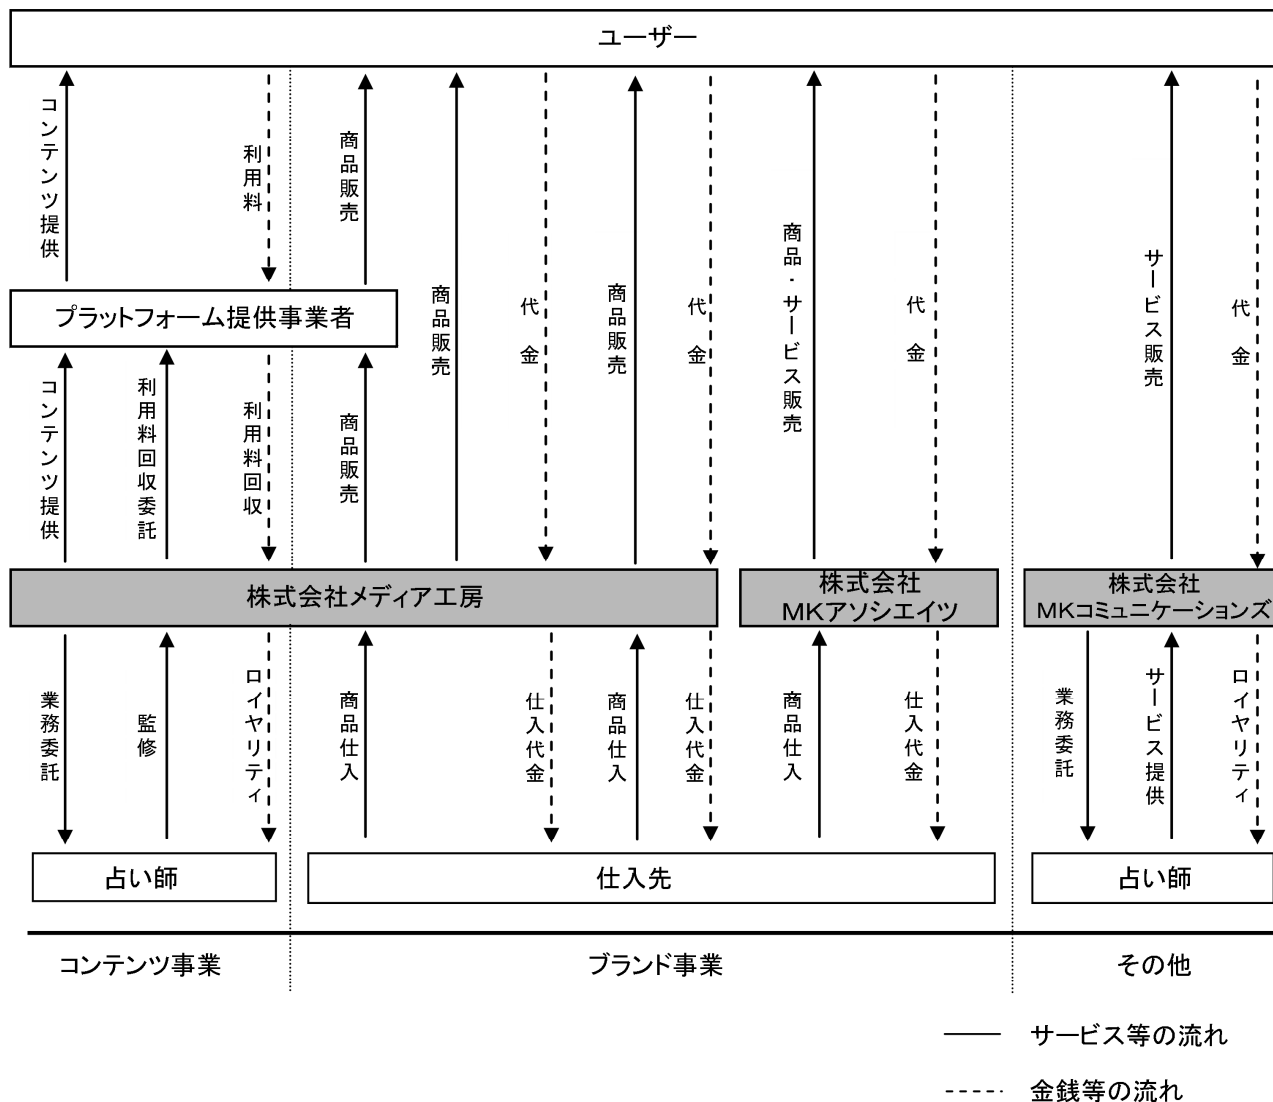 ユーザー
コンテンツ提供
利用料
商品販売
商品販売
代金
商品販売
代金
商品・サービス販売
代金
サービス販売
代金
プラットフォーム提供事業者
コンテンツ提供
利用料回収委託
利用料回収
商品販売
株式会社メディア工房
株式会社
MKアソシエイツ
株式会社
MKコミュニケーションズ
業務委託
監修
ロイヤリティ
商品仕入
仕入代金
商品仕入
仕入代金
商品仕入
仕入代金
業務委託
サービス提供
ロイヤリティ
占い師
仕入先
占い師
コンテンツ事業
ブランド事業
その他
サービス等の流れ
金銭等の流れ